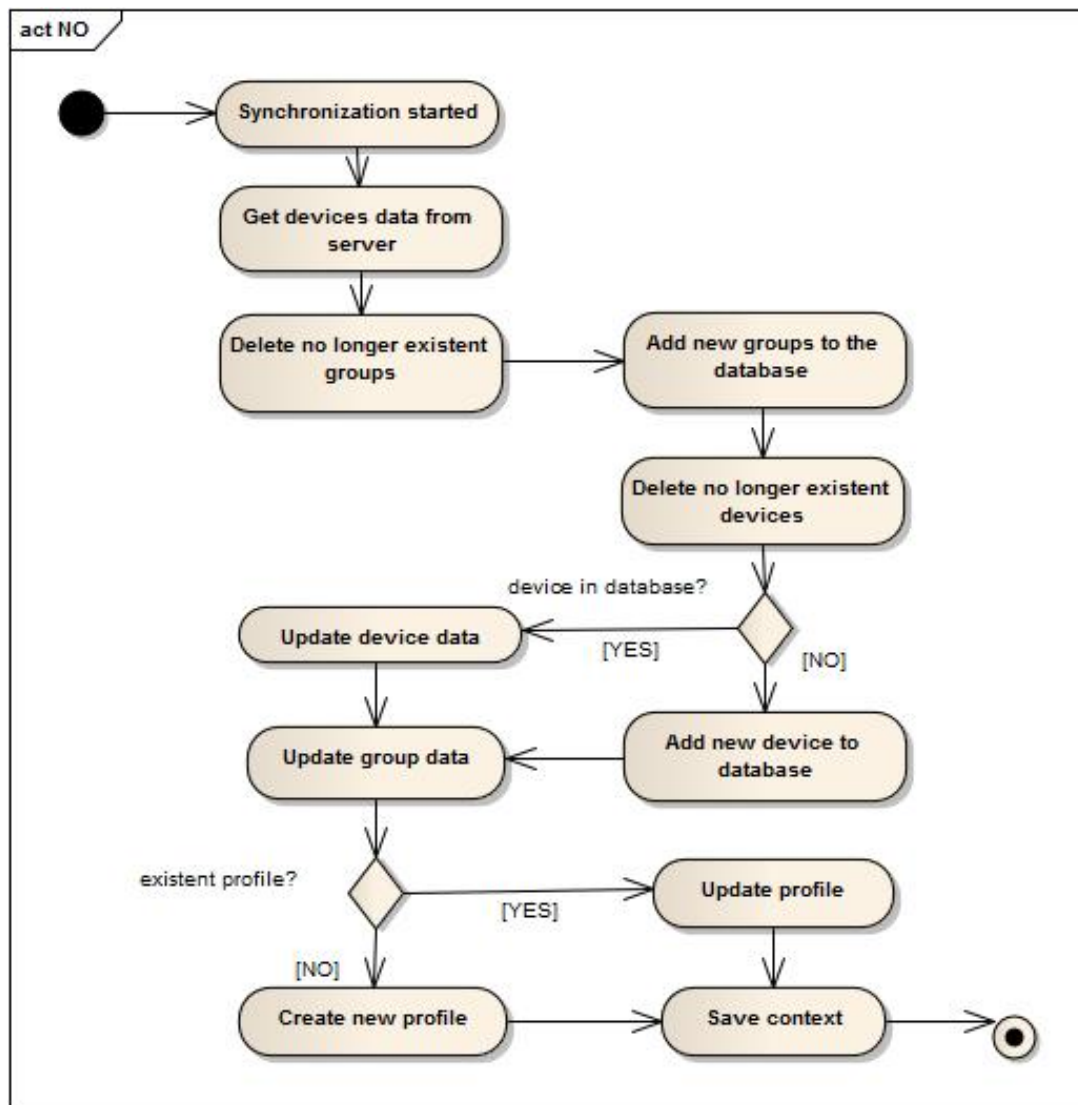 act NO
Synchronization started
Get devices data from
server
Delete no longer existent
groups
Add new groups to the
database
Delete no longer existent
devices
device in database?
[YES]
[NO]
Update device data
Add new device to
database
Update group data
existent profile?
[YES]
[NO]
Update profile
Create new profile
Save context